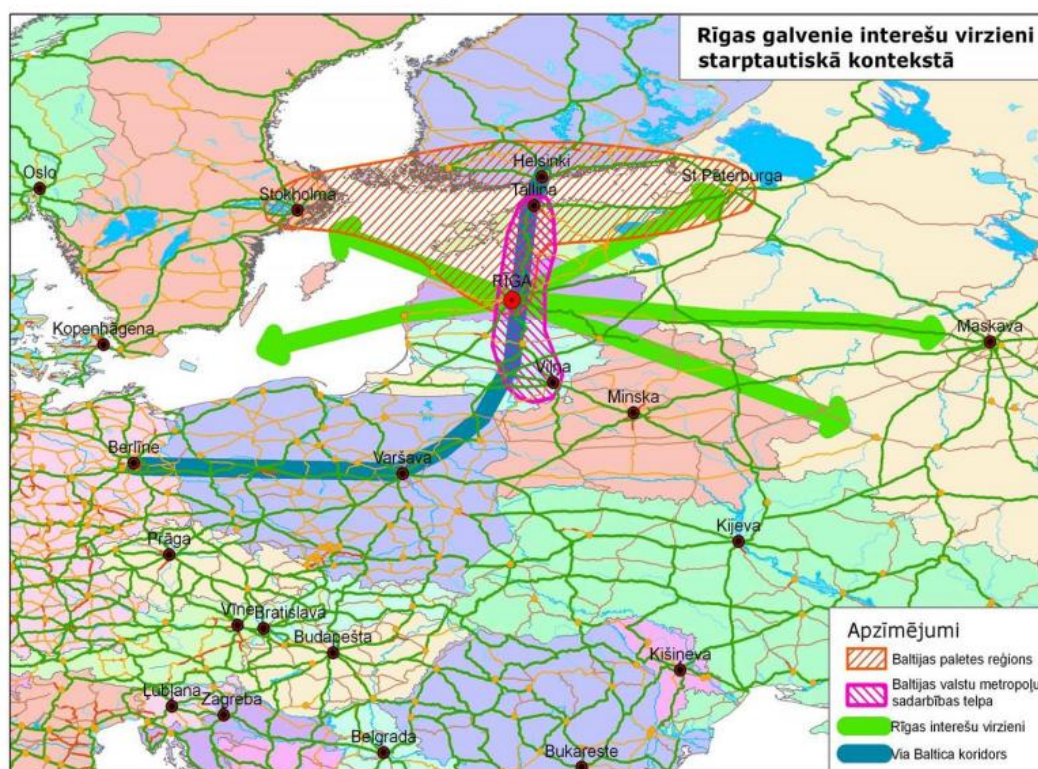 Rīgas galvenie interešu virzieni
starptautiskā kontekstā
Oslo
Helsinki
St Pēterburga
Stokholma
Tallina
RĪGA
Kopenhāgena
Maskava
Viļņa
Minska
Berlīne
Varšava
Kijeva
Prāga
Vīne
Bratislava
Budapešta
Kišiņeva
Ļubļana
Zagreba
Belgrada
Bukareste
Apzīmējumi
Baltijas paletes reģions
Baltijas valstu metropoļu
sadarbības telpa
Rīgas interešu virzieni
Via Baltica koridors